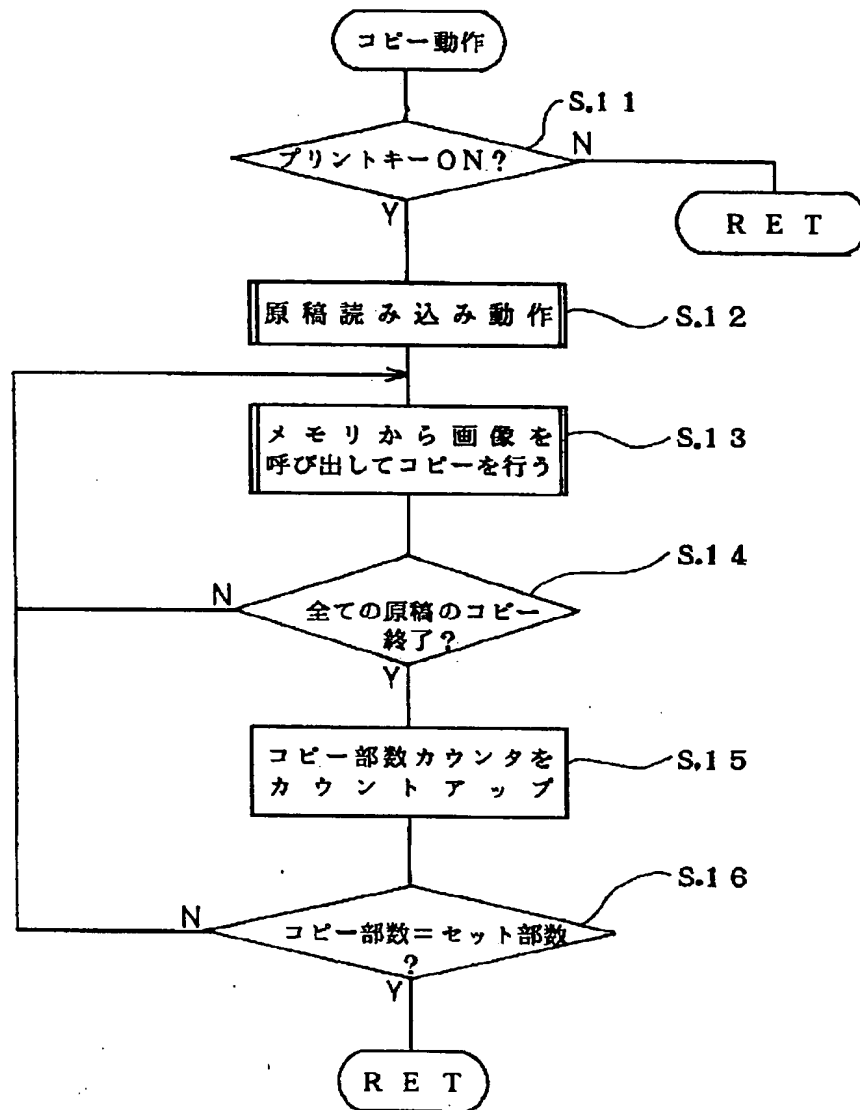 コピー動作
S.11
プリントキーON?
N
Y
RET
原稿読み込み動作
S.12
メモリから画像を
呼び出してコピーを行う
S.13
S.14
N
全ての原稿のコピー
終了?
Y
コピー部数カウンタを
カウントアップ
S.15
S.16
N
コピー部数=セット部数
?
Y
RET